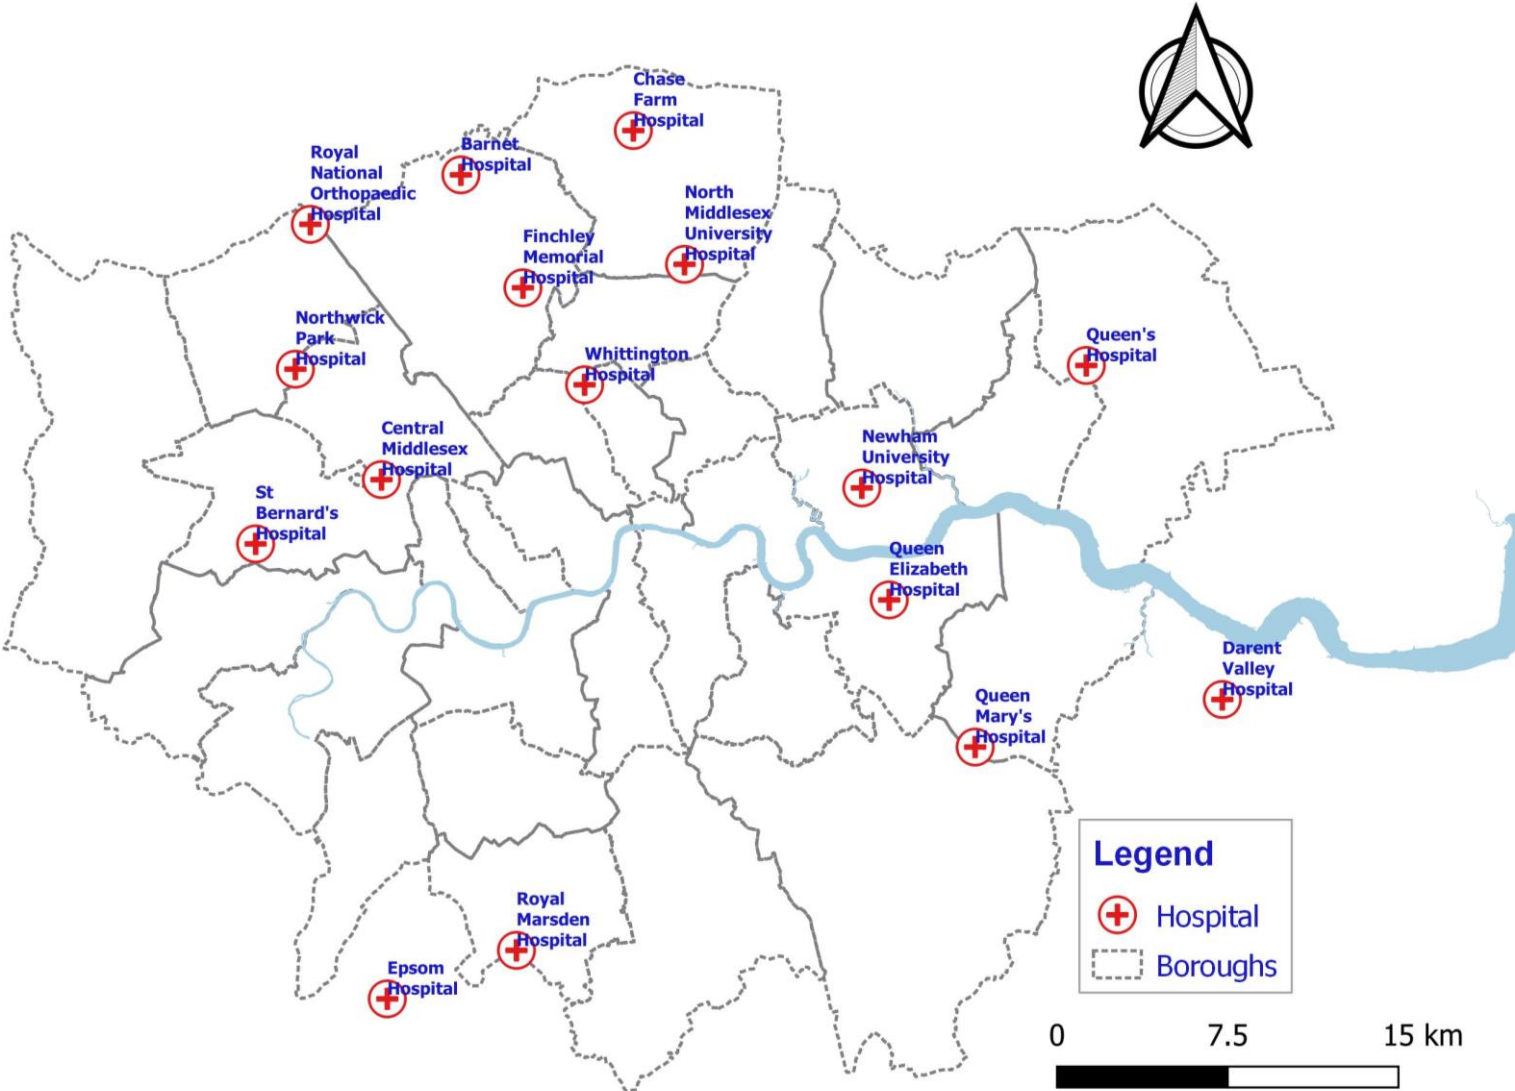 Chase
Farm
Hospital
Barnet
Hospital
Royal
National
Orthopaedic
Hospital
North
Middlesex
University
Hospital
Finchley
Memorial
Hospital
Northwick
Park
Hospital
Whittington
Hospital
Queen's
Hospital
Central
Middlesex
Hospital
Newham
University
Hospital
St
Bernard's
Hospital
Queen
Elizabeth
Hospital
Darent
Valley
Hospital
Queen
Mary's
Hospital
Royal
Marsden
Hospital
Epsom
Hospital
Legend
Hospital
Boroughs
0 7.5 15 km